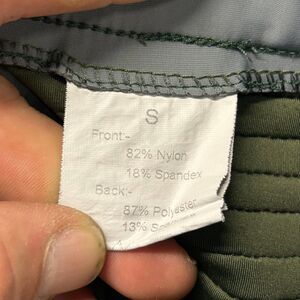 S
Front:-
82% Nylon
18% Spandex
Back:-
87% Polyester
13%